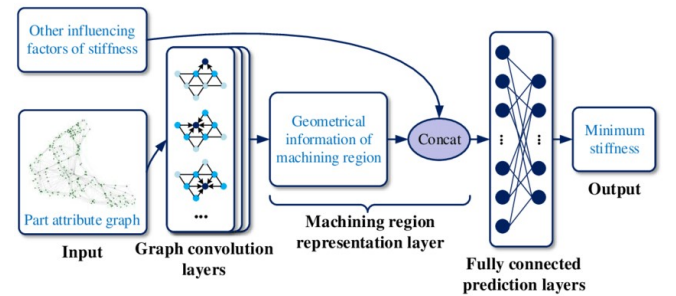 Other influencing
factors of stiffness
Part attribute graph
Input
Graph convolution
layers
Geometrical
information of
machining region
Concat
Machining region
representation layer
Fully connected
prediction layers
Minimum
stiffness
Output